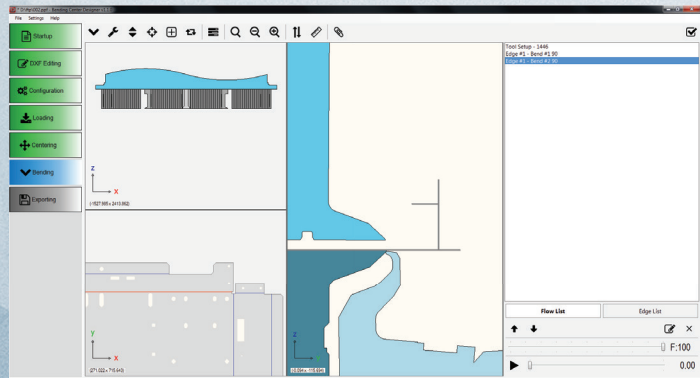 File Settings Help
Startup
DXF Editing
Configuration
Loading
Centering
Bending
Exporting
Z
X
Y
X
Z
Tool Setup - 1446
Edge #1 - Bend #1 90
Edge #1 - Bend #2 90
Flow List
Edge List
F:100
0.00